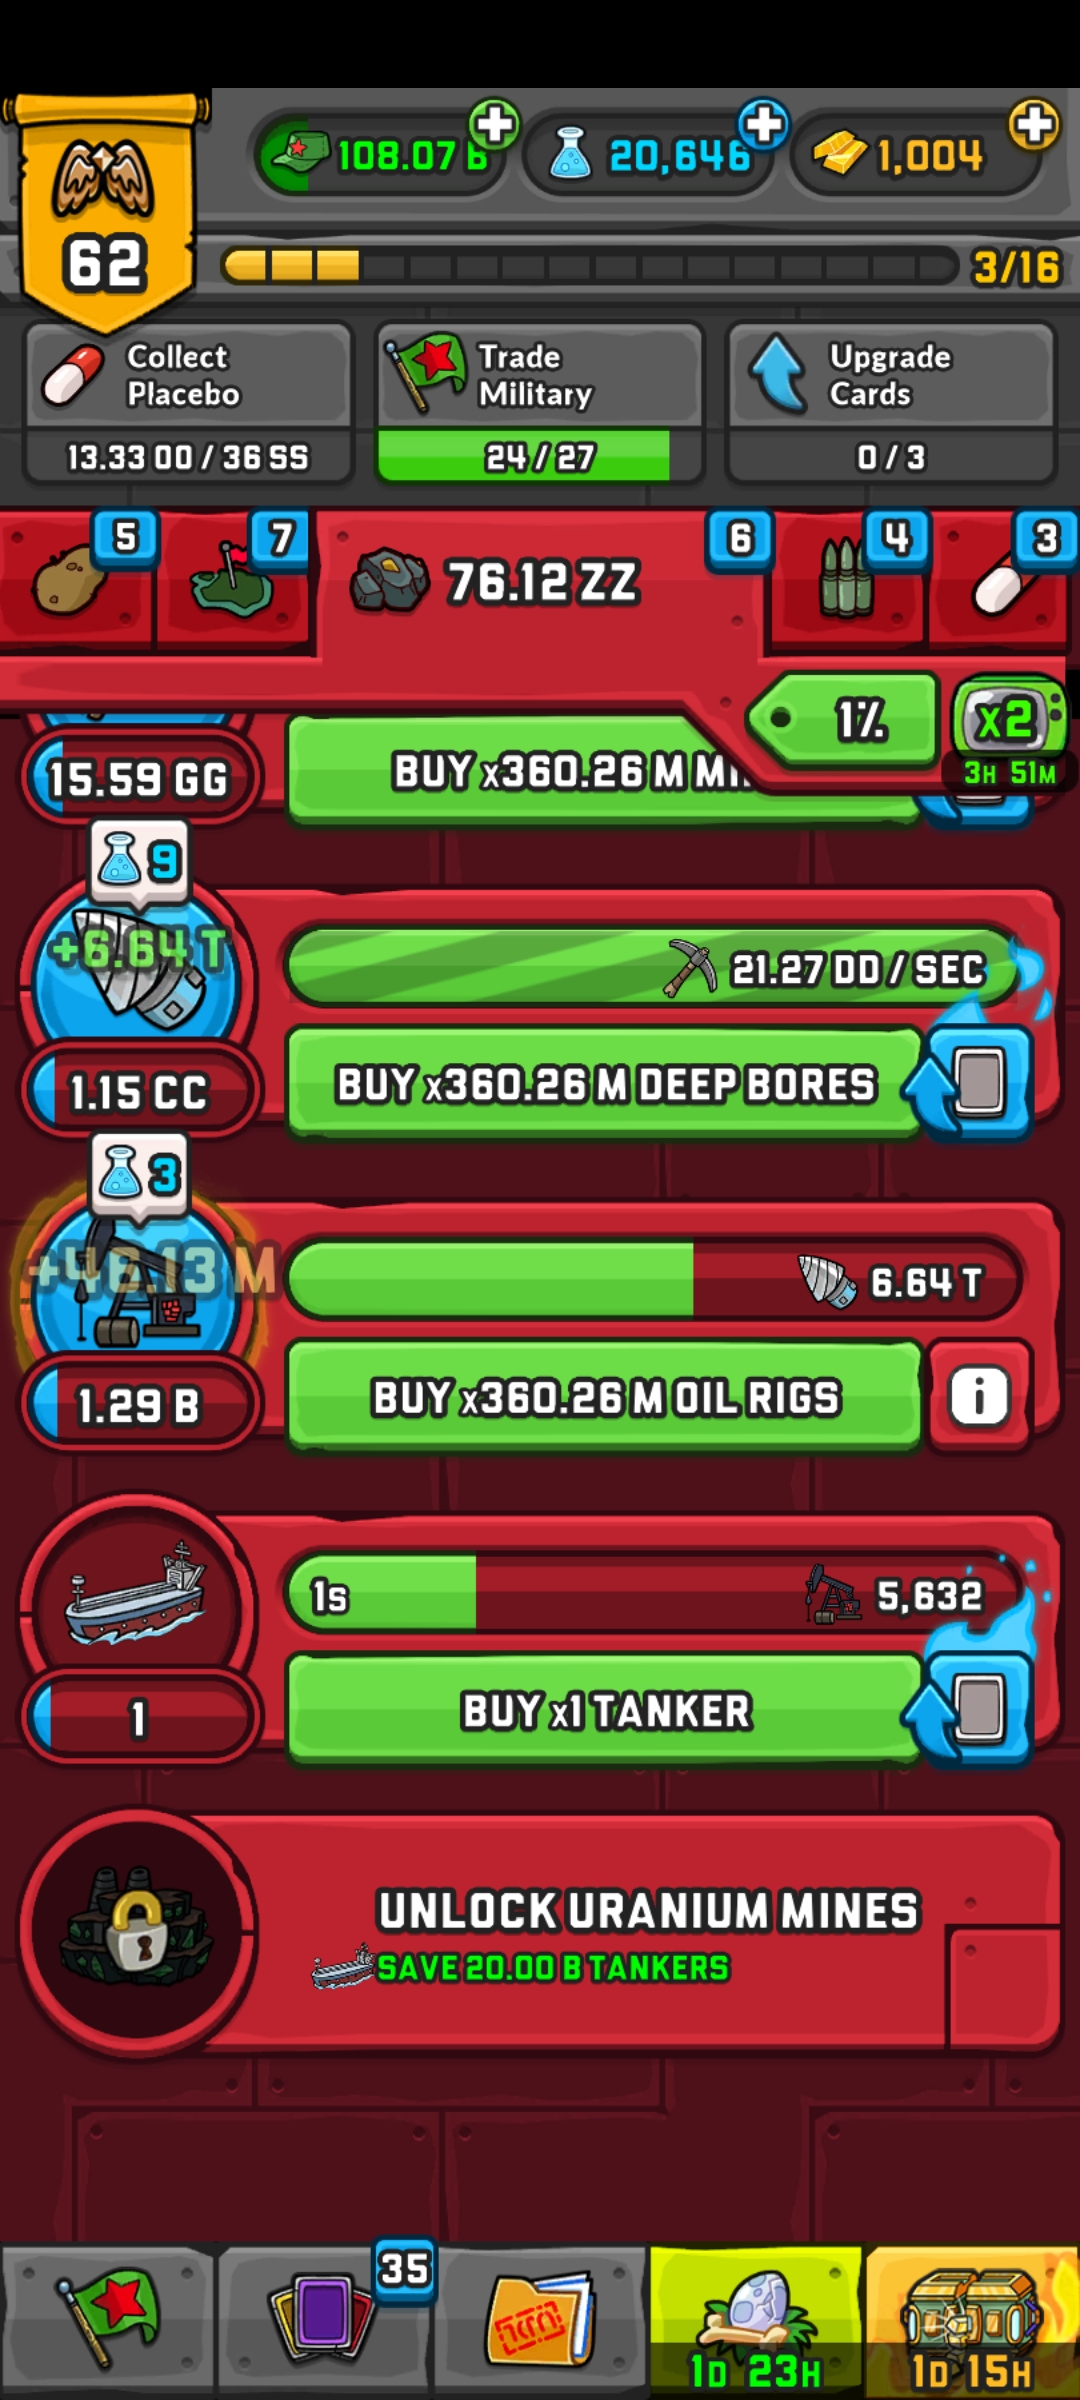 108.07 B
20,646
1,004
62
3/16
Collect
Placebo
Trade
Military
Upgrade
Cards
13.33 OO / 36 SS
24 / 27
0 / 3
5
7
76.12 ZZ
6
4
3
1%
x2
3H 51M
15.59 GG
BUY x360.26 M
9
+6.64 T
21.27 DD / SEC
1.15 CC
BUY x360.26 M DEEP BORES
3
6.64 T
1.29 B
BUY x360.26 M OIL RIGS
i
1s
5,632
1
BUY x1 TANKER
UNLOCK URANIUM MINES
SAVE 20.00 B TANKERS
35
1D 23H
1D 15H